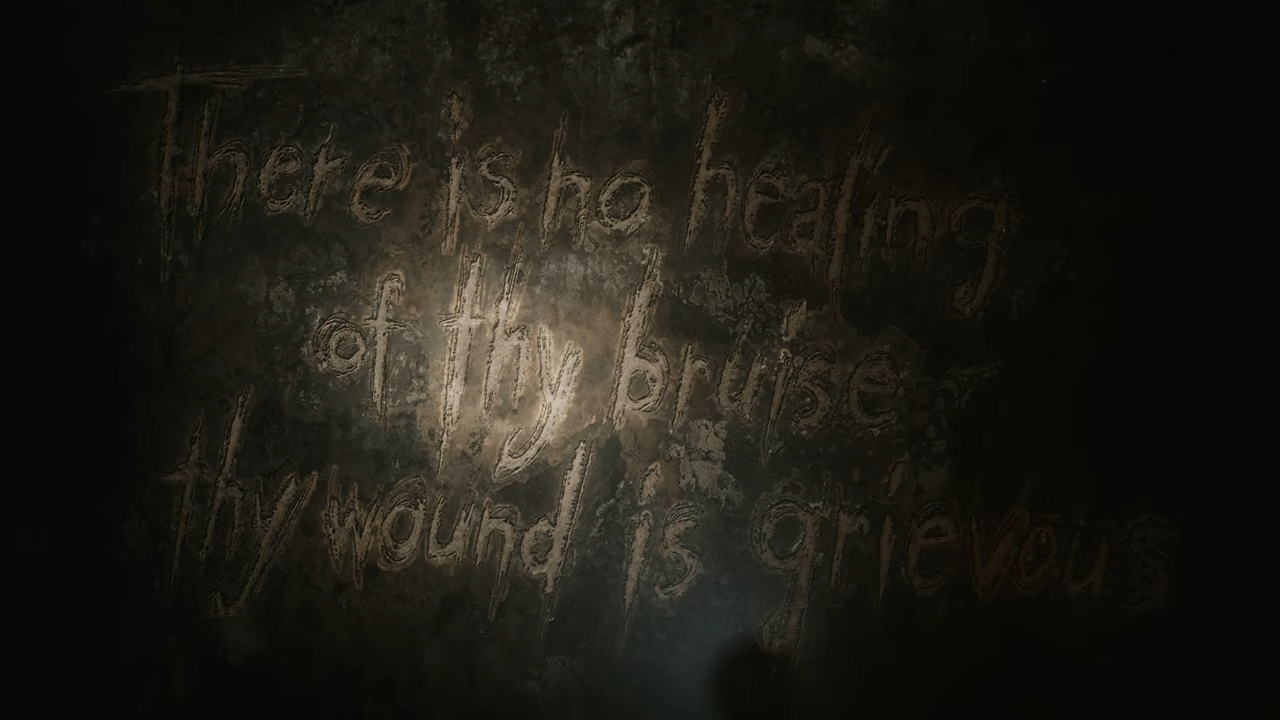 There is no healing
of thy bruise
thy wound is grievous